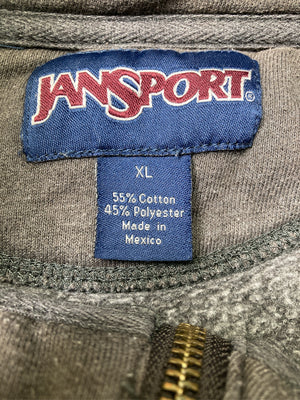 JANSPORT®
XL
55% Cotton
45% Polyester
Made in
Mexico